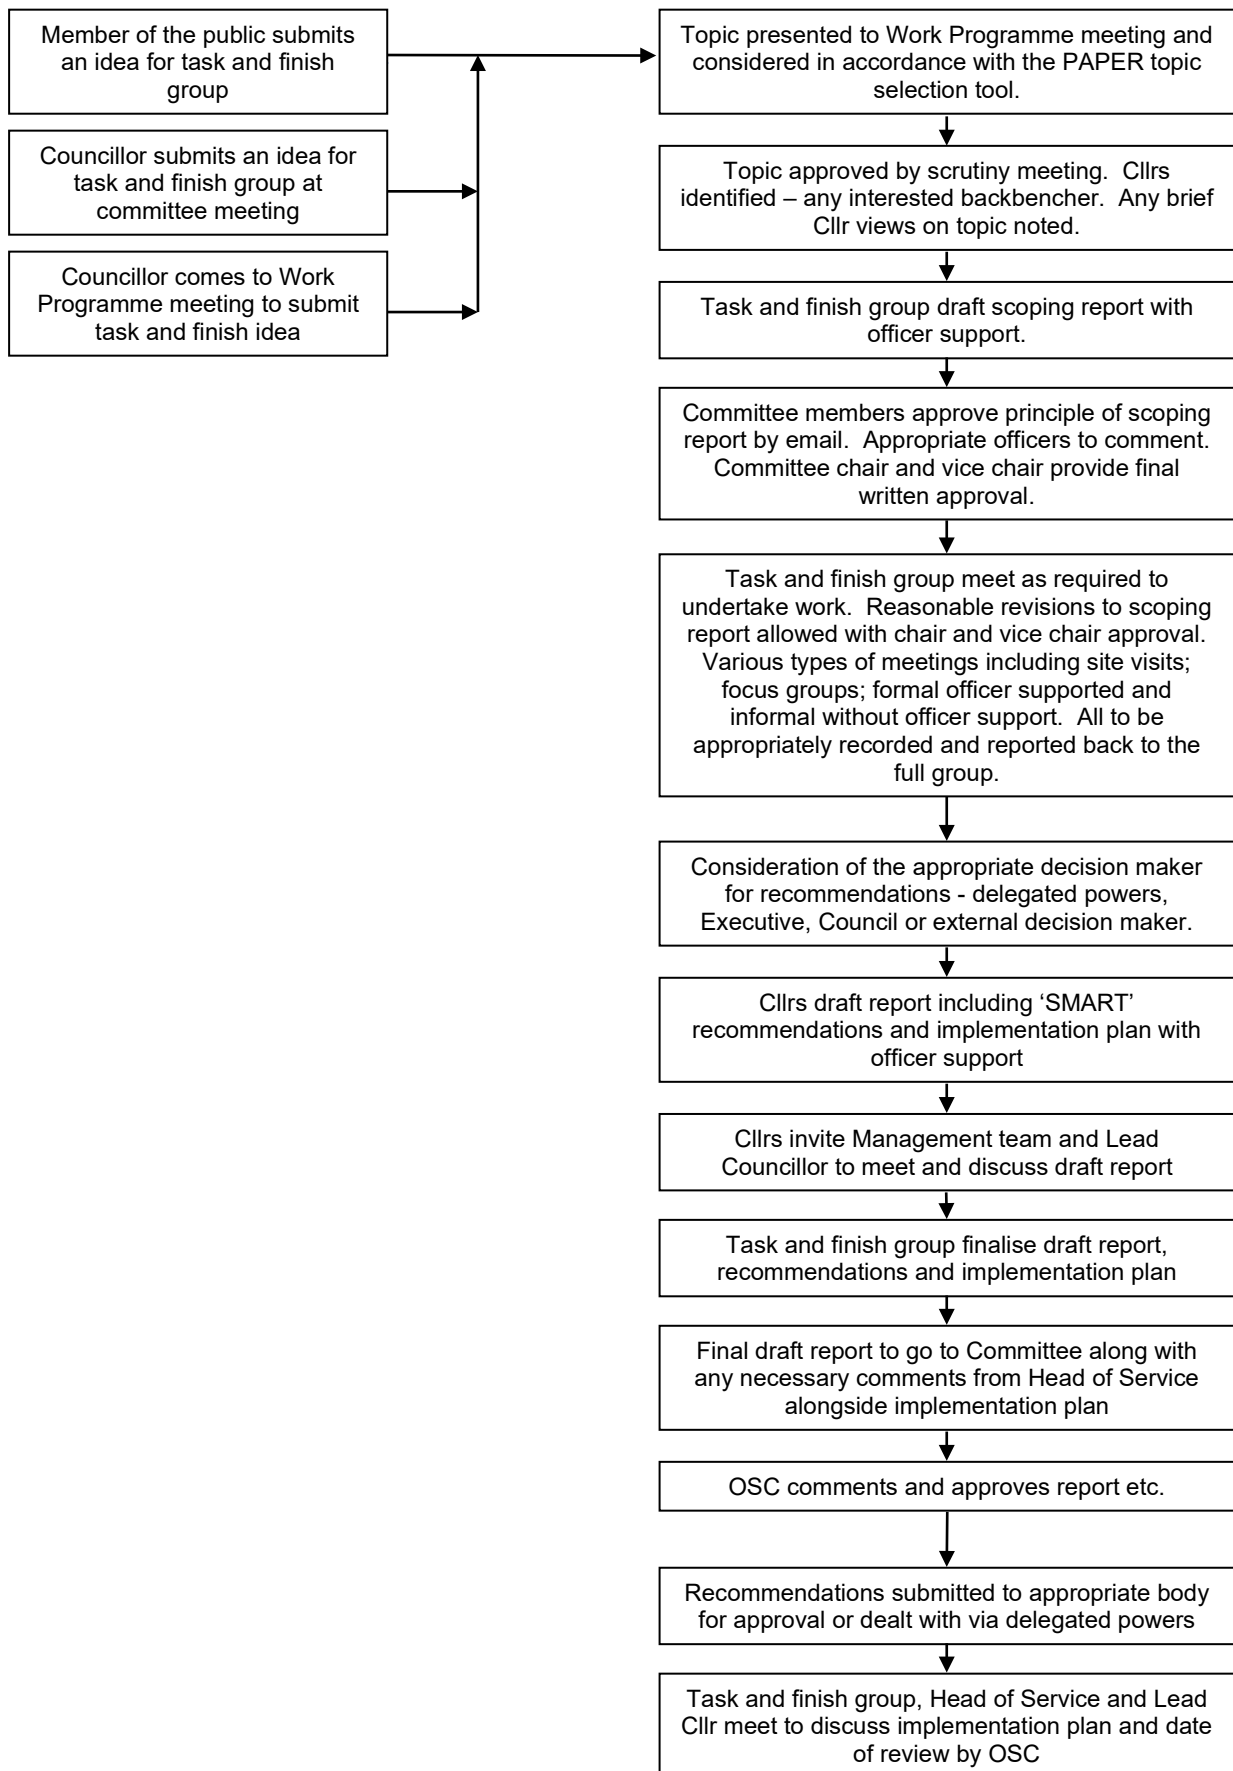 Member of the public submits
an idea for task and finish
group
Councillor submits an idea for
task and finish group at
committee meeting
Councillor comes to Work
Programme meeting to submit
task and finish idea
Topic presented to Work Programme meeting and
considered in accordance with the PAPER topic
selection tool.
Topic approved by scrutiny meeting.  Cllrs
identified – any interested backbencher.  Any brief
Cllr views on topic noted.
Task and finish group draft scoping report with
officer support.
Committee members approve principle of scoping
report by email.  Appropriate officers to comment.
Committee chair and vice chair provide final
written approval.
Task and finish group meet as required to
undertake work.  Reasonable revisions to scoping
report allowed with chair and vice chair approval.
Various types of meetings including site visits;
focus groups; formal officer supported and
informal without officer support.  All to be
appropriately recorded and reported back to the
full group.
Consideration of the appropriate decision maker
for recommendations - delegated powers,
Executive, Council or external decision maker.
Cllrs draft report including ‘SMART’
recommendations and implementation plan with
officer support
Cllrs invite Management team and Lead
Councillor to meet and discuss draft report
Task and finish group finalise draft report,
recommendations and implementation plan
Final draft report to go to Committee along with
any necessary comments from Head of Service
alongside implementation plan
OSC comments and approves report etc.
Recommendations submitted to appropriate body
for approval or dealt with via delegated powers
Task and finish group, Head of Service and Lead
Cllr meet to discuss implementation plan and date
of review by OSC